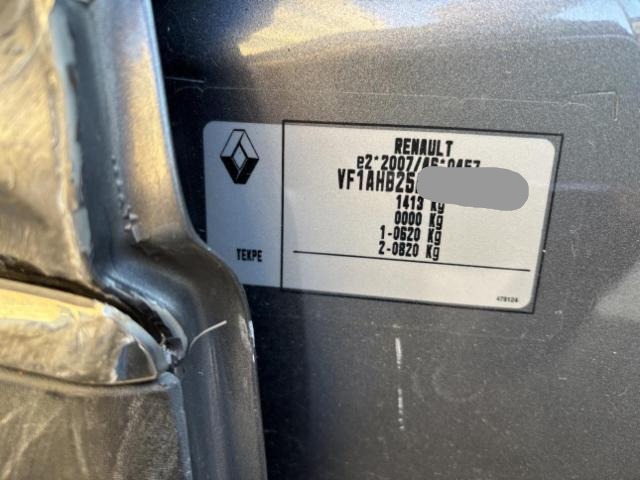 RENAULT
e2*2007/46*0457
VF1AHB25
1413 Kg
0000 Kg
1-0620 Kg
2-0820 Kg
TEKPE
478124